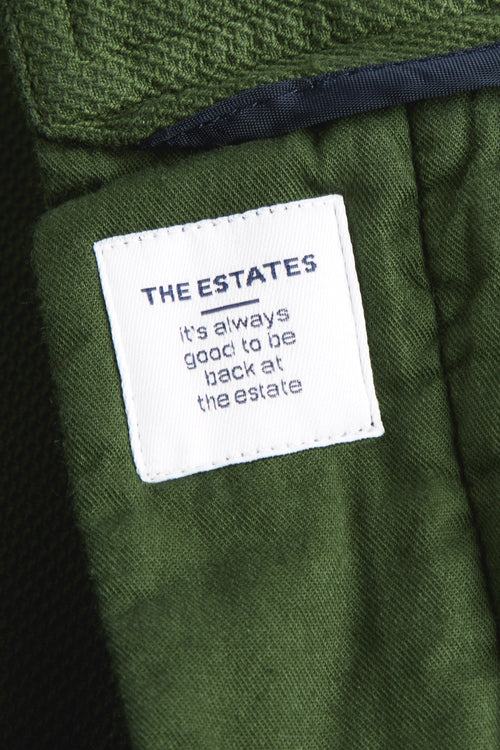 THE ESTATES
it's always
good to be
back at
the estate